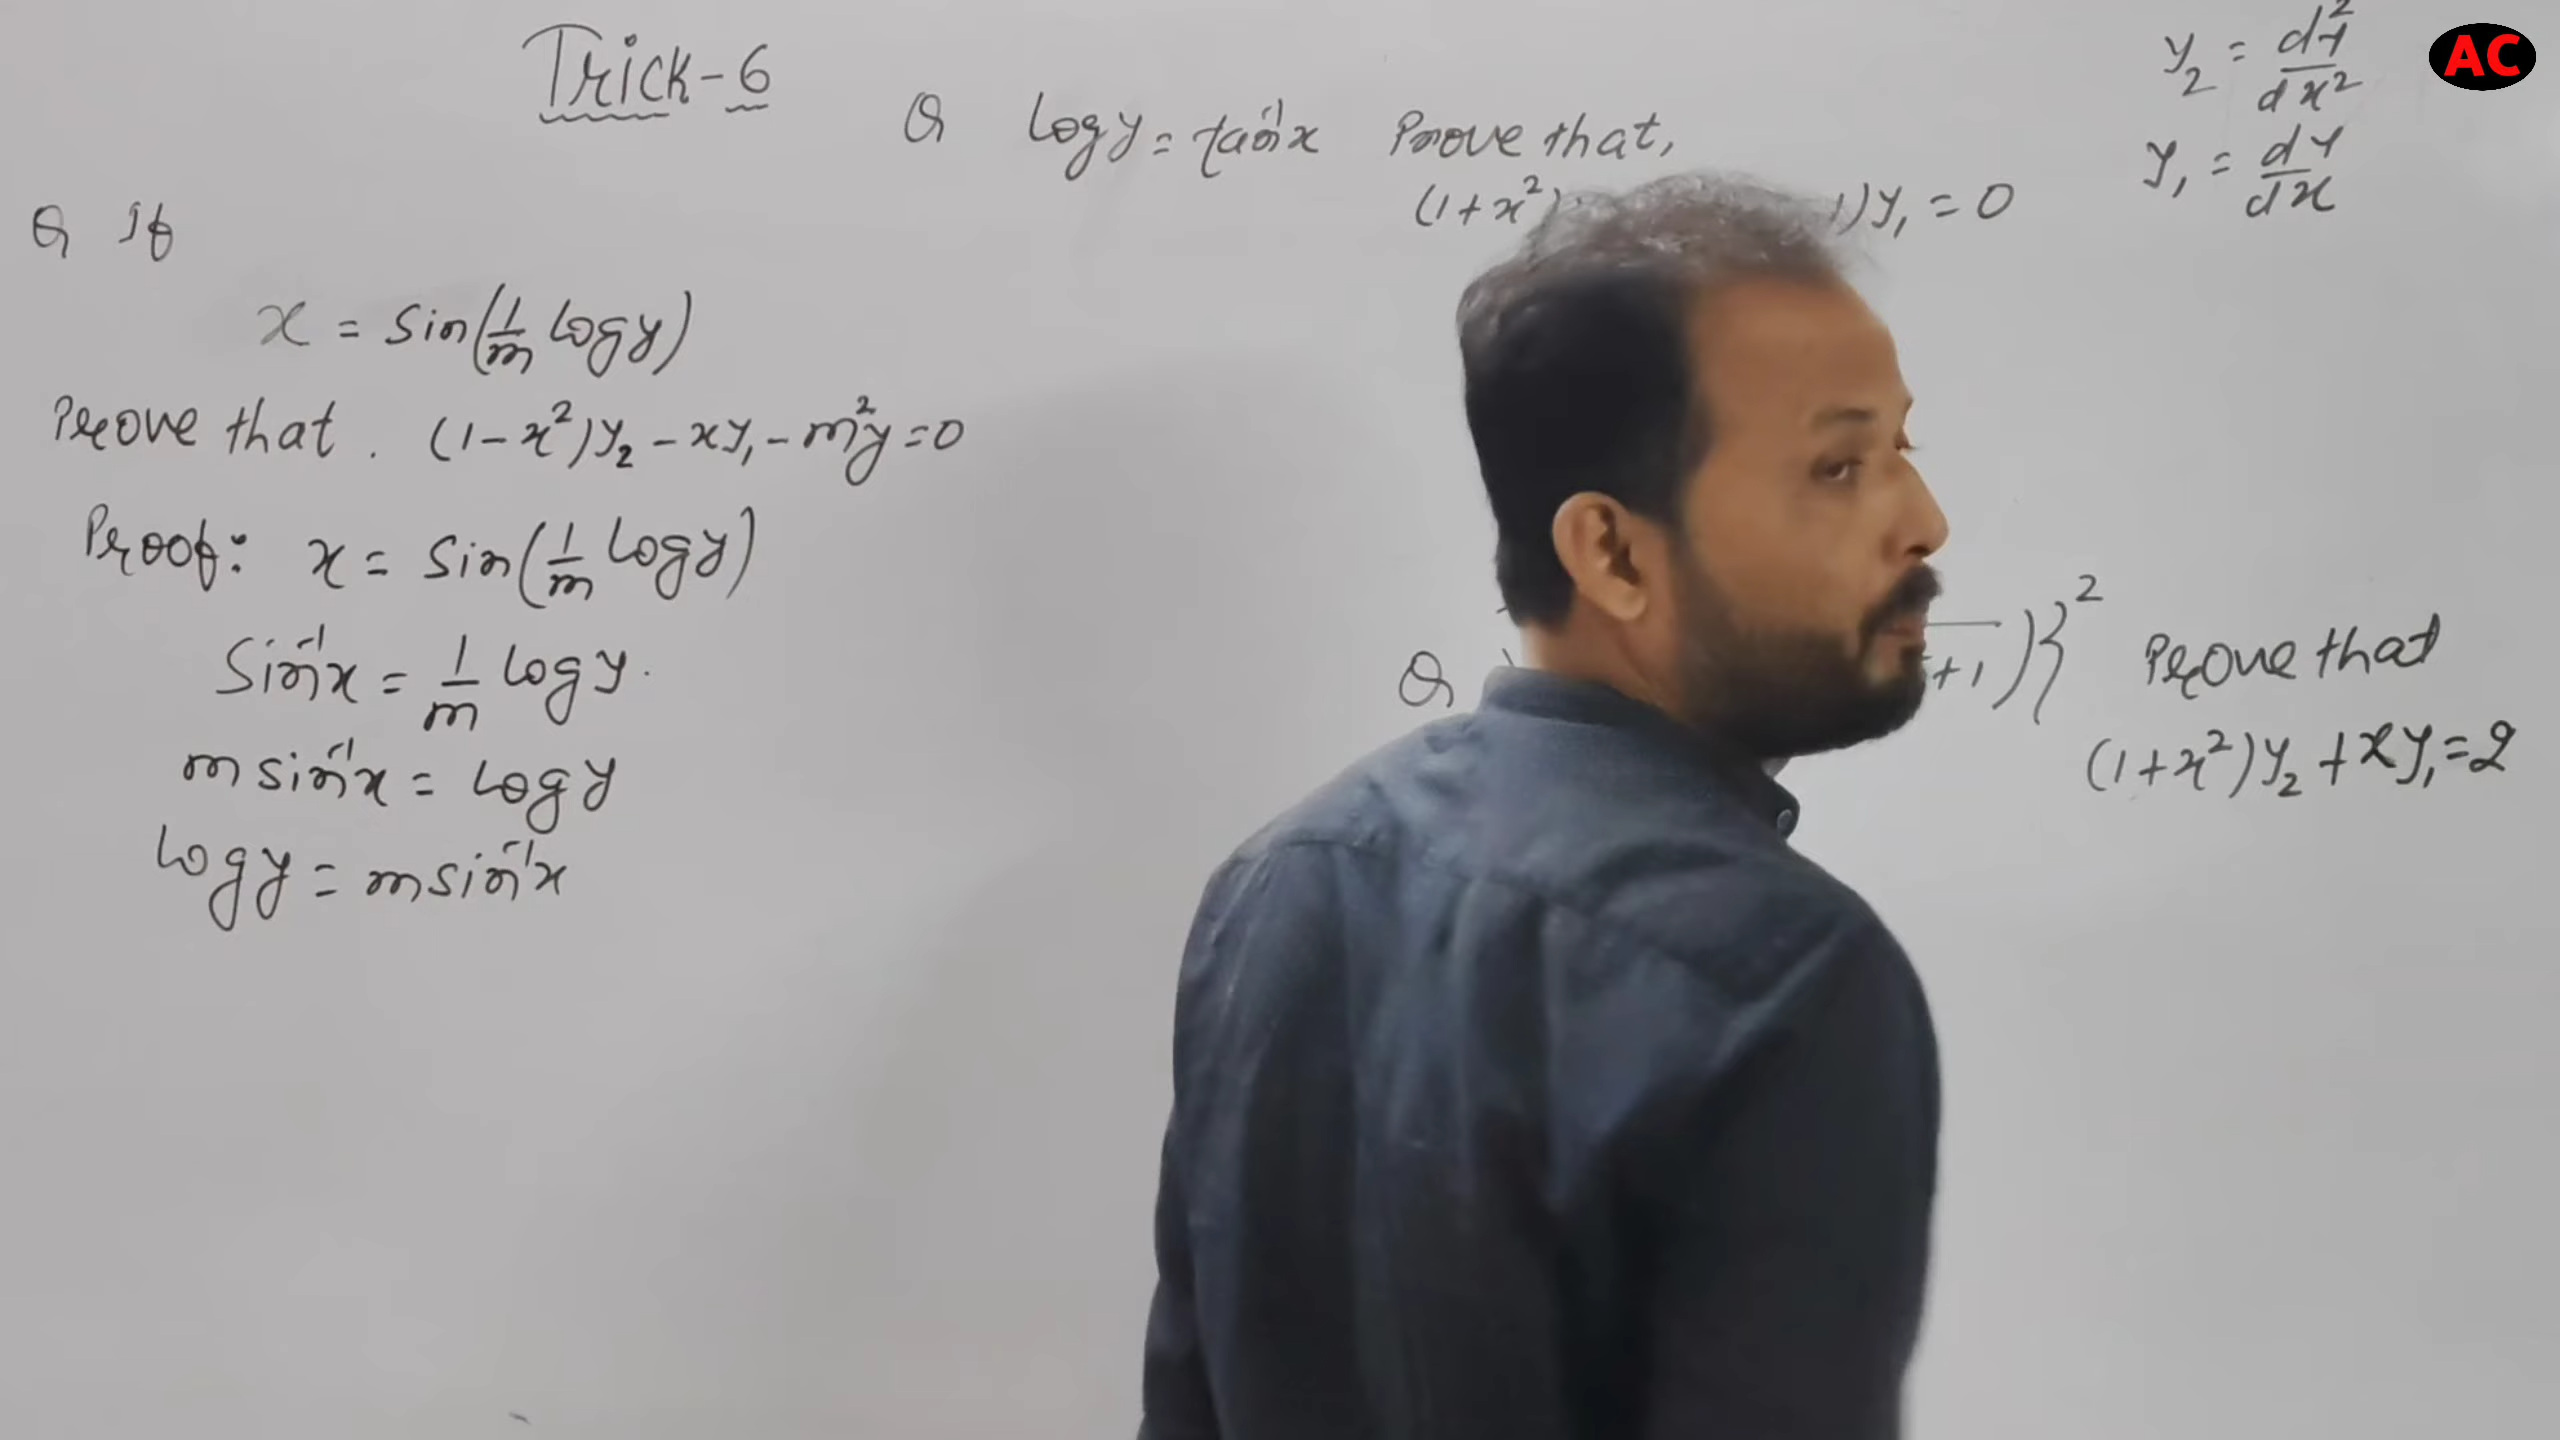 Trick-6
Q log y = tan⁻¹x Prove that,
(1+x²) 1)y₁ = 0
y₂ = d²y/dx²
y₁ = dy/dx
AC
Q If
x = sin(1/m log y)
Prove that. (1-x²)y₂ - xy₁ - m²y = 0
Proof: x = sin(1/m log y)
sin⁻¹x = 1/m log y.
m sin⁻¹x = log y
log y = m sin⁻¹x
Q +1)}² Prove that
(1+x²)y₂ + xy₁ = 2